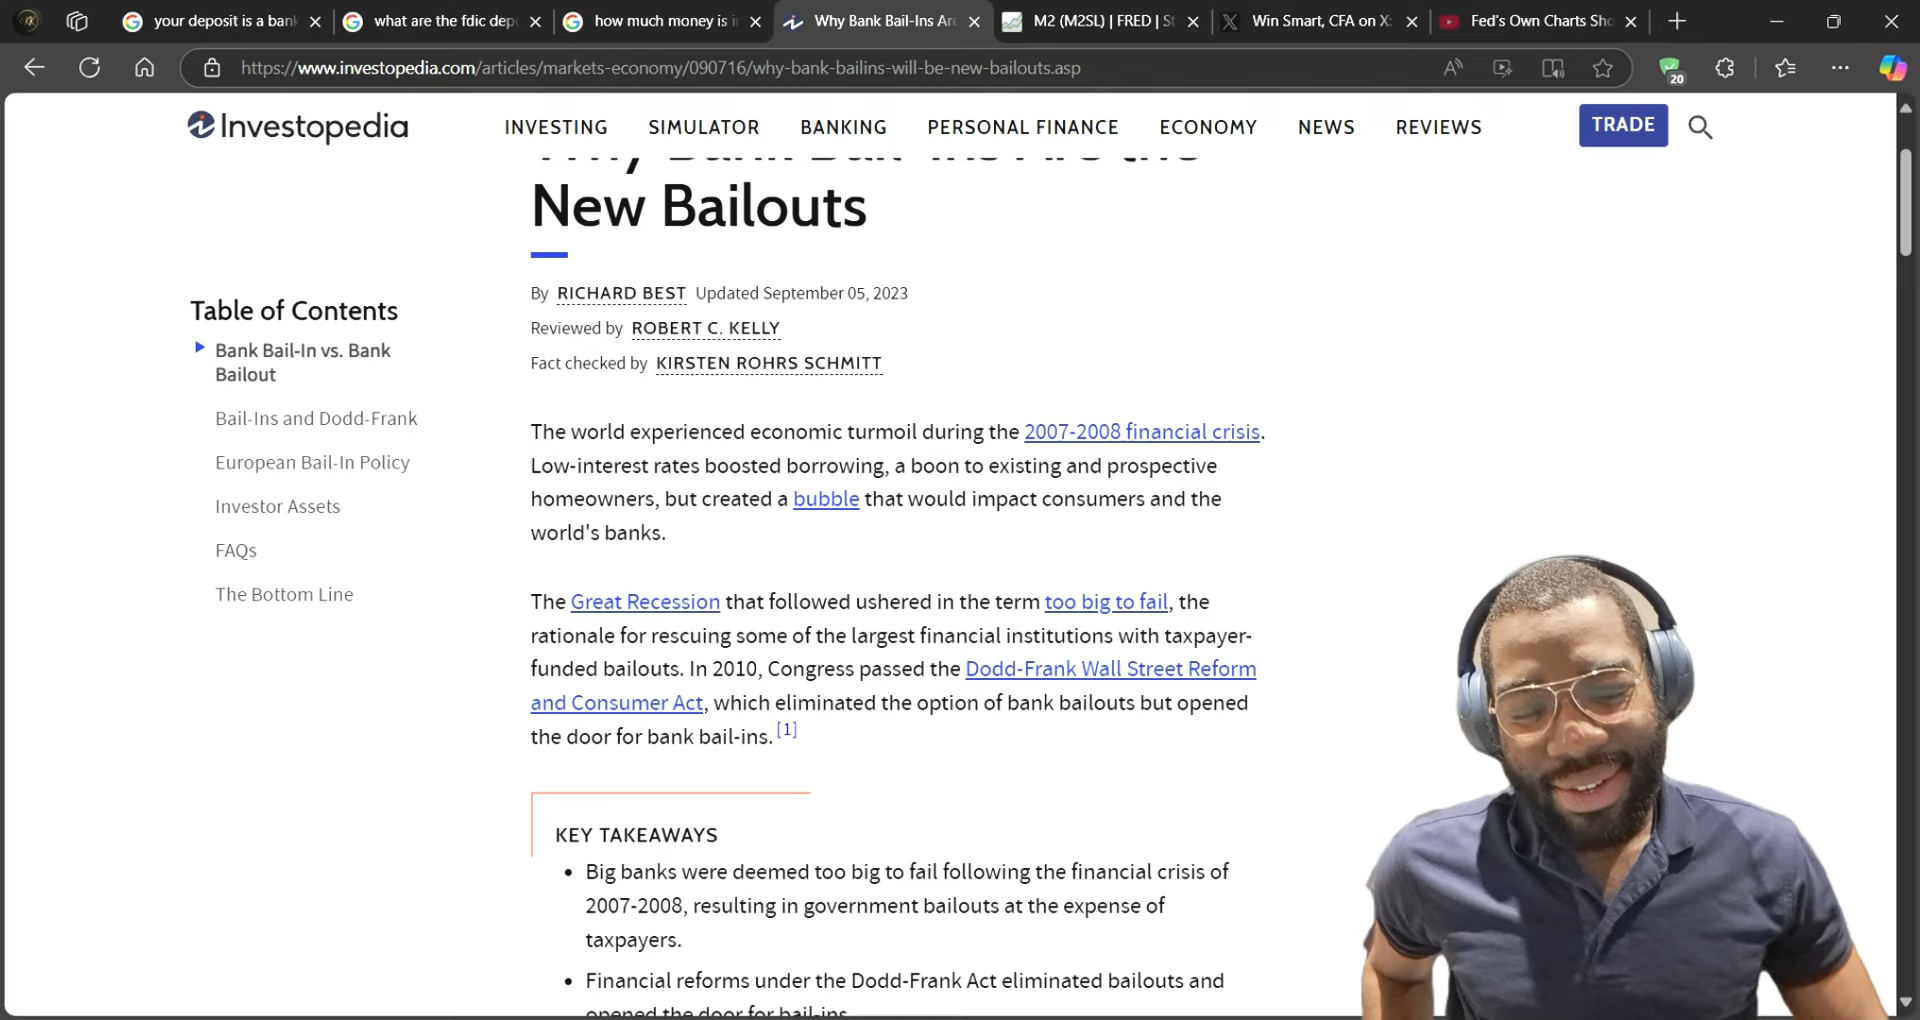 your deposit is a bank
what are the fdic dep
how much money is i
Why Bank Bail-Ins Are
M2 (M2SL) | FRED | St
Win Smart, CFA on X:
Fed's Own Charts Sho
https://www.investopedia.com/articles/markets-economy/090716/why-bank-bailins-will-be-new-bailouts.asp
20
Investopedia
INVESTING
SIMULATOR
BANKING
PERSONAL FINANCE
ECONOMY
NEWS
REVIEWS
TRADE
Why Bank Bail-Ins Are the
New Bailouts
By RICHARD BEST Updated September 05, 2023
Reviewed by ROBERT C. KELLY
Fact checked by KIRSTEN ROHRS SCHMITT
Table of Contents
Bank Bail-In vs. Bank
Bailout
Bail-Ins and Dodd-Frank
European Bail-In Policy
Investor Assets
FAQs
The Bottom Line
The world experienced economic turmoil during the 2007-2008 financial crisis.
Low-interest rates boosted borrowing, a boon to existing and prospective
homeowners, but created a bubble that would impact consumers and the
world's banks.
The Great Recession that followed ushered in the term too big to fail, the
rationale for rescuing some of the largest financial institutions with taxpayer-
funded bailouts. In 2010, Congress passed the Dodd-Frank Wall Street Reform
and Consumer Act, which eliminated the option of bank bailouts but opened
the door for bank bail-ins. [1]
KEY TAKEAWAYS
• Big banks were deemed too big to fail following the financial crisis of
2007-2008, resulting in government bailouts at the expense of
taxpayers.
• Financial reforms under the Dodd-Frank Act eliminated bailouts and
opened the door for bail-ins.